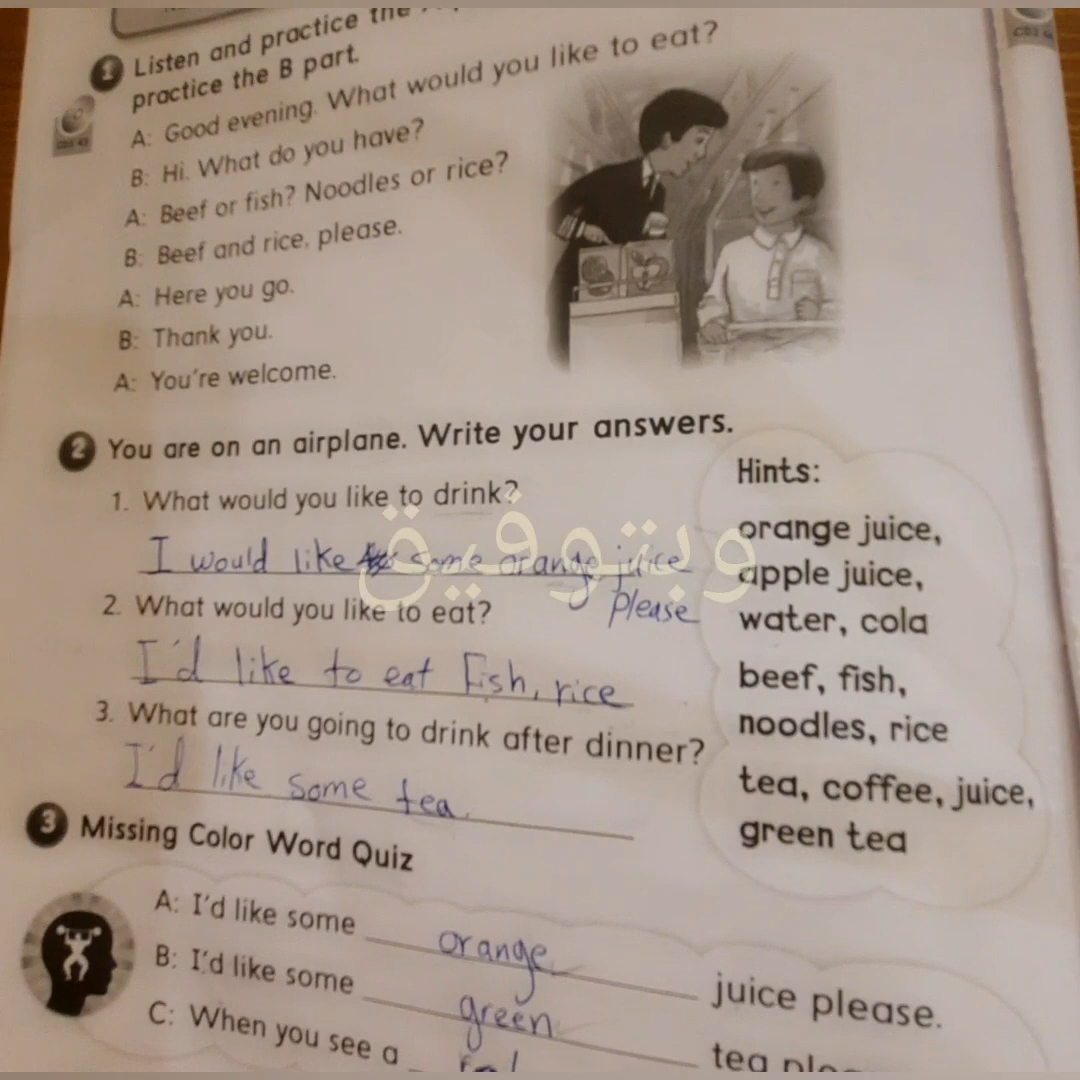 1 Listen and practice the
practice the B part.
A: Good evening. What would you like to eat?
B: Hi. What do you have?
A: Beef or fish? Noodles or rice?
B: Beef and rice, please.
A: Here you go.
B: Thank you.
A: You're welcome.
2 You are on an airplane. Write your answers.
1. What would you like to drink?
I would like some orange juice
please
2. What would you like to eat?
I'd like to eat Fish, rice
3. What are you going to drink after dinner?
I'd like some tea.
Hints:
orange juice,
apple juice,
water, cola
beef, fish,
noodles, rice
tea, coffee, juice,
green tea
وبتوفيق
3 Missing Color Word Quiz
A: I'd like some orange juice please.
B: I'd like some green tea
C: When you see a